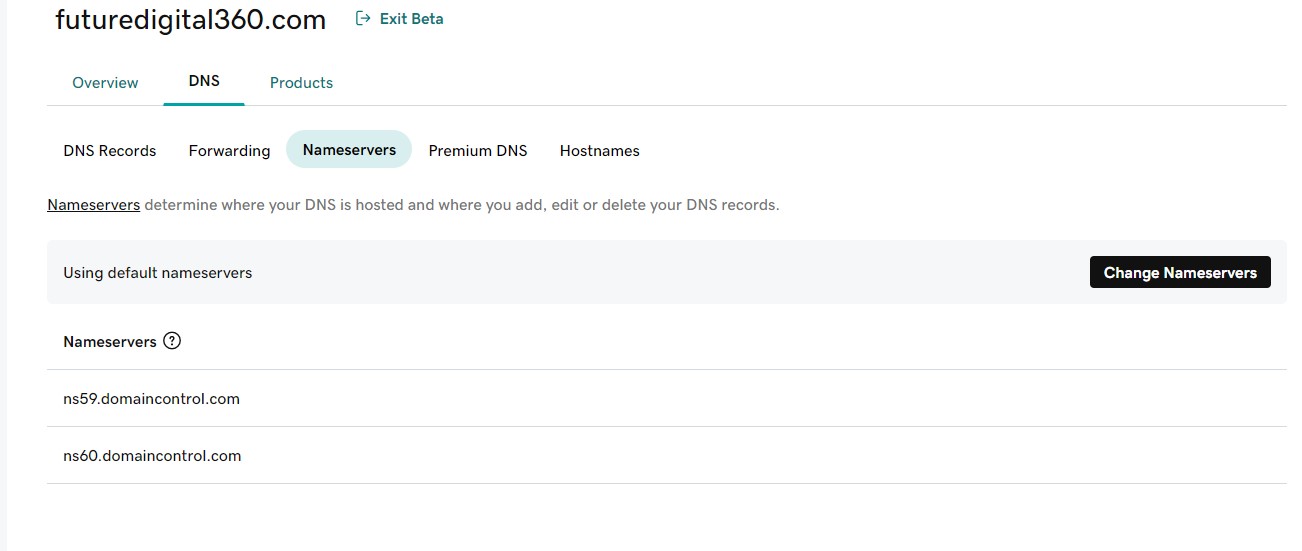 futuredigital360.com Exit Beta
Overview DNS Products
DNS Records Forwarding Nameservers Premium DNS Hostnames
Nameservers determine where your DNS is hosted and where you add, edit or delete your DNS records.
Using default nameservers Change Nameservers
Nameservers ?
ns59.domaincontrol.com
ns60.domaincontrol.com